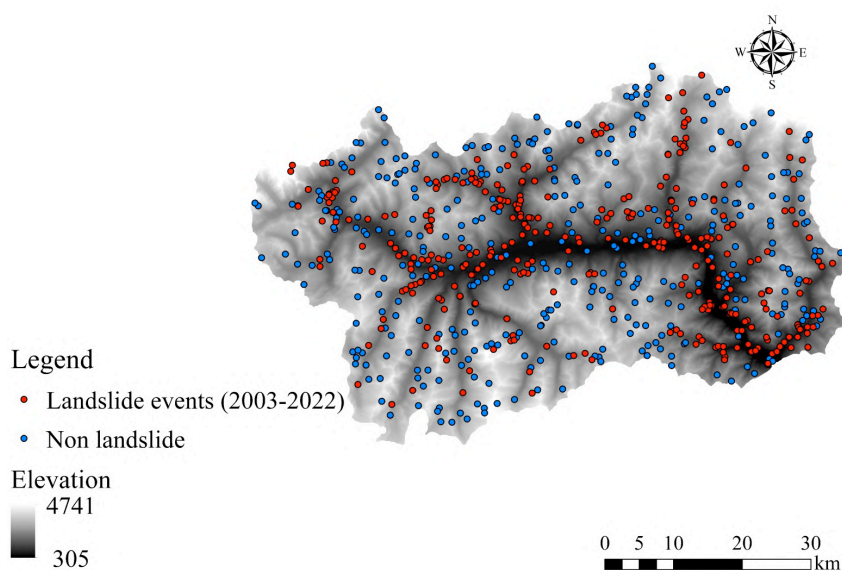 N
W E
S
Legend
Landslide events (2003-2022)
Non landslide
Elevation
4741
305
0 5 10 20 30
km